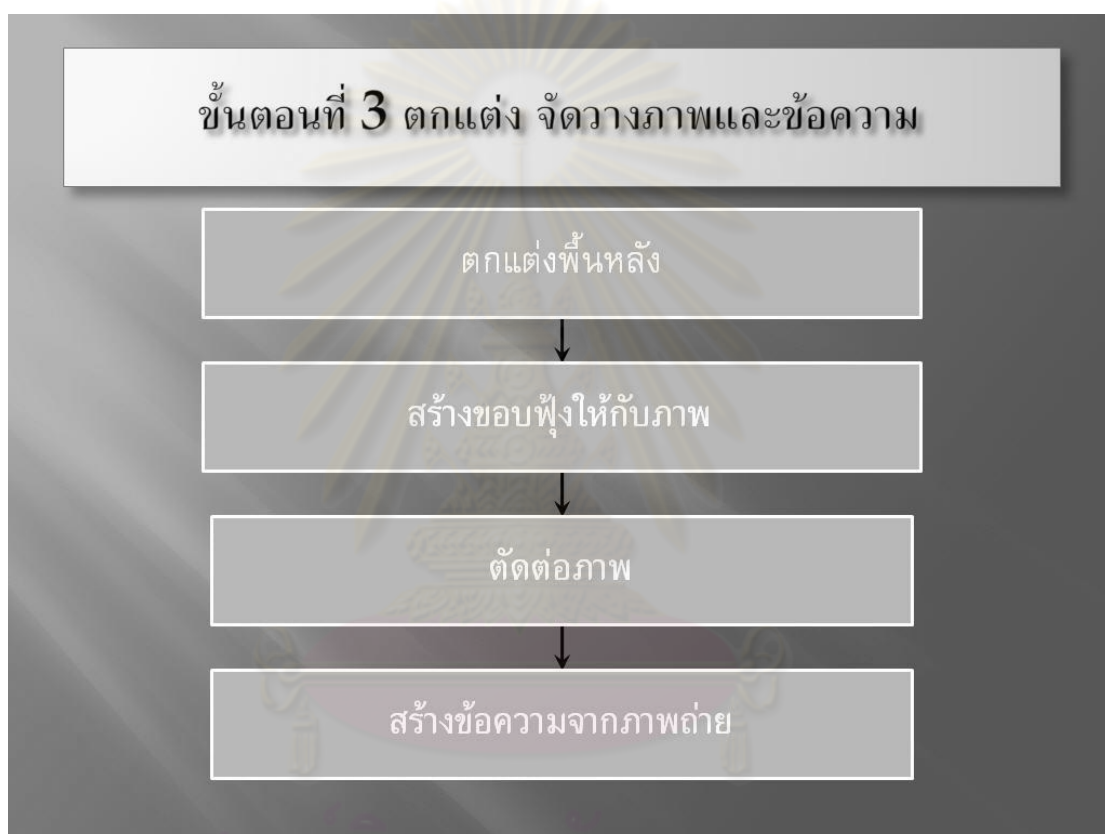 ขั้นตอนที่ 3 ตกแต่ง จัดวางภาพและข้อความ
ตกแต่งพื้นหลัง
สร้างขอบฟุ้งให้กับภาพ
ตัดต่อภาพ
สร้างข้อความจากภาพถ่าย